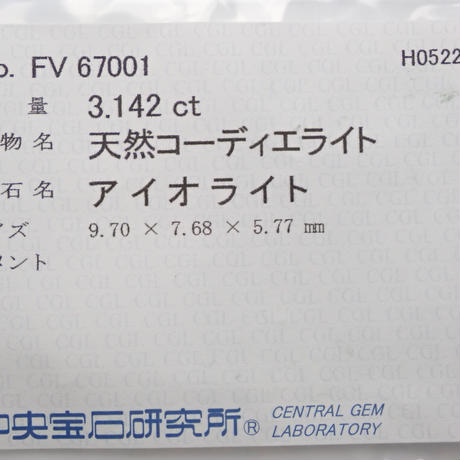 o. FV 67001 H0522
量 3.142 ct
物名 天然コーディエライト
石名 アイオライト
イズ 9.70 × 7.68 × 5.77 mm
メント
中央宝石研究所® CENTRAL GEM LABORATORY